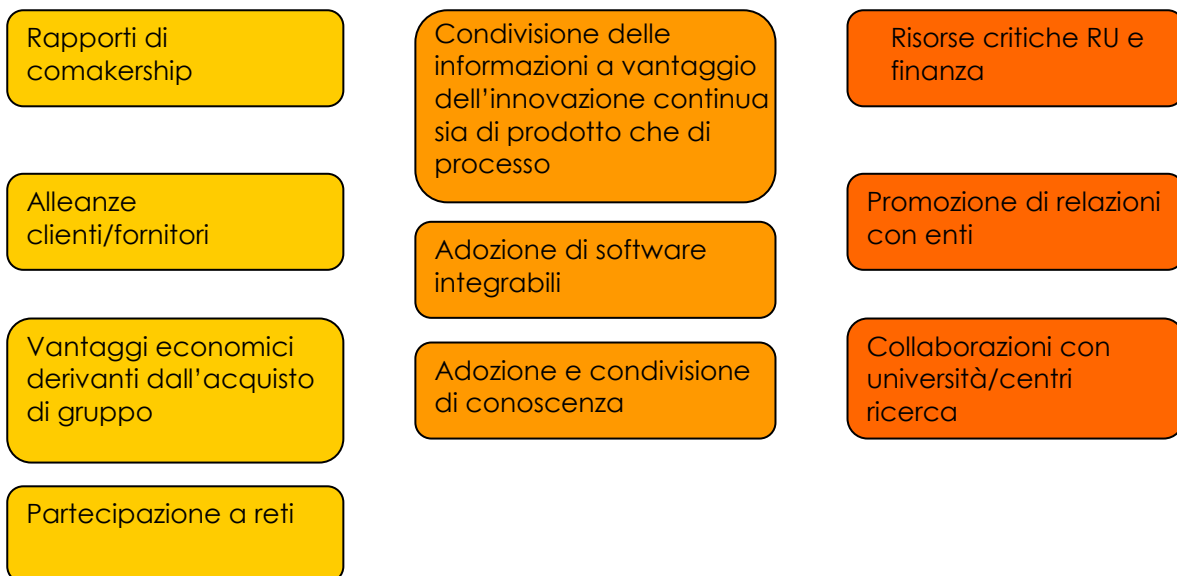 Rapporti di
comakership
Alleanze
clienti/fornitori
Vantaggi economici
derivanti dall’acquisto
di gruppo
Partecipazione a reti
Condivisione delle
informazioni a vantaggio
dell’innovazione continua
sia di prodotto che di
processo
Adozione di software
integrabili
Adozione e condivisione
di conoscenza
Risorse critiche RU e
finanza
Promozione di relazioni
con enti
Collaborazioni con
università/centri
ricerca